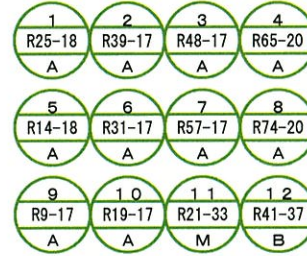 1 2 3 4
R25-18 R39-17 R48-17 R65-20
A A A A
5 6 7 8
R14-18 R31-17 R57-17 R74-20
A A A A
9 10 11 12
R9-17 R19-17 R21-33 R41-37
A A M B